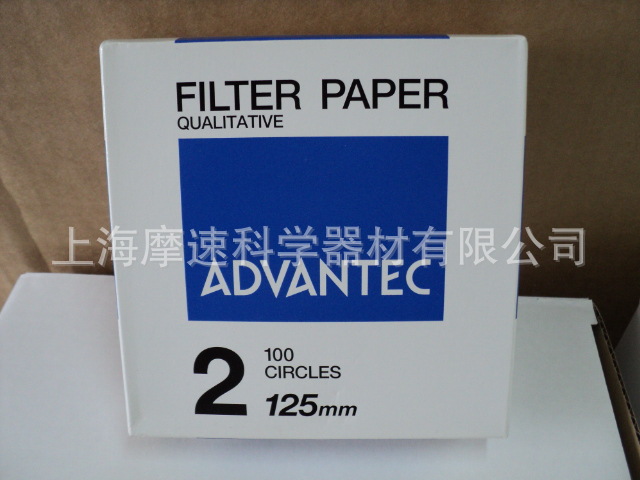 FILTER PAPER
QUALITATIVE
上海摩速科学器材有限公司
ADVANTEC
2
100
CIRCLES
125mm